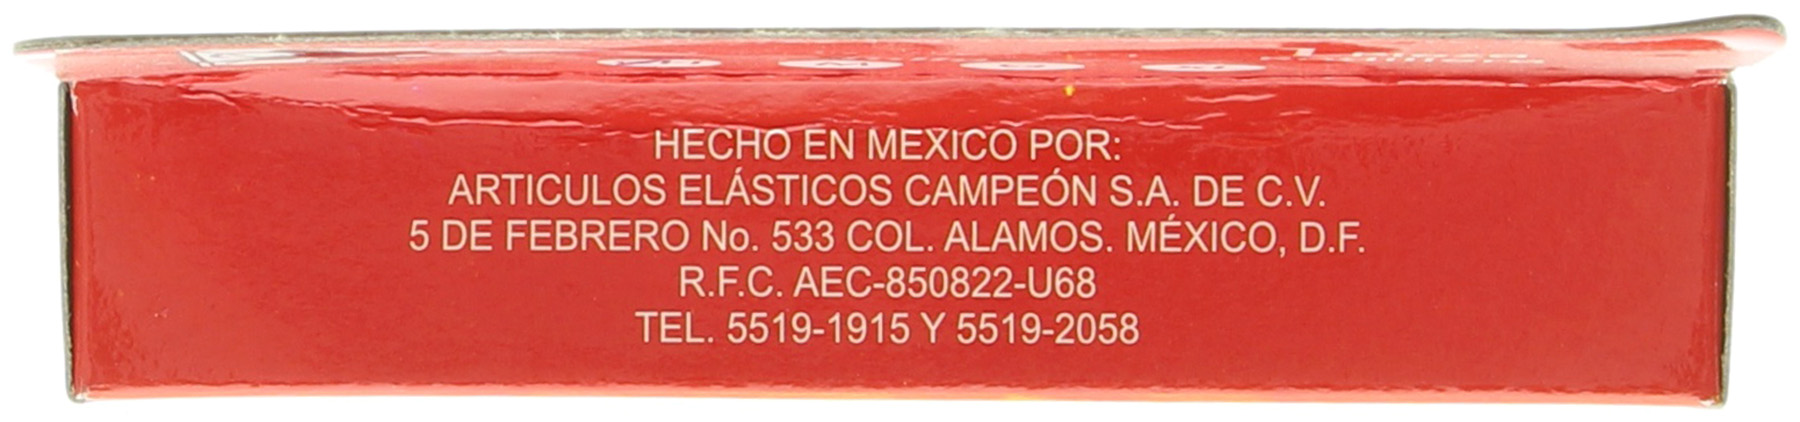 HECHO EN MEXICO POR:
ARTICULOS ELÁSTICOS CAMPEÓN S.A. DE C.V.
5 DE FEBRERO No. 533 COL. ALAMOS. MÉXICO, D.F.
R.F.C. AEC-850822-U68
TEL. 5519-1915 Y 5519-2058